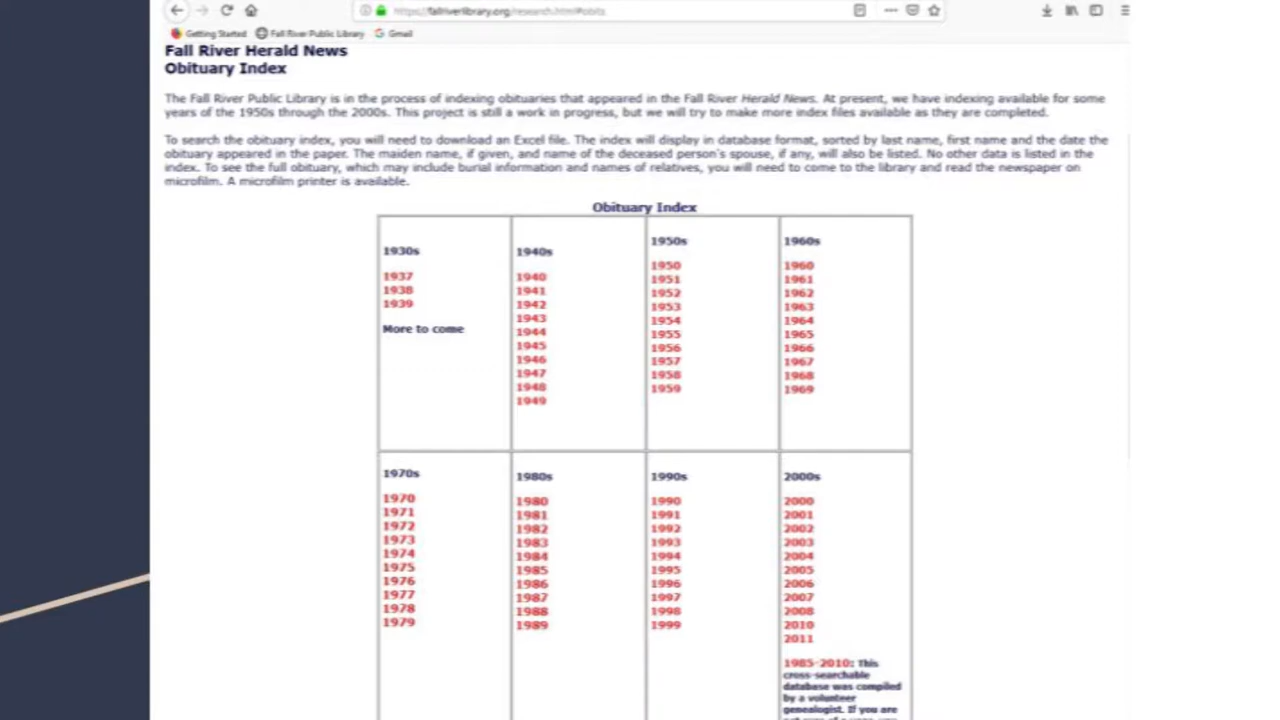 https://fallriverlibrary.org/research.html#obits
Getting Started Fall River Public Library Gmail
Fall River Herald News
Obituary Index
The Fall River Public Library is in the process of indexing obituaries that appeared in the Fall River Herald News. At present, we have indexing available for some
years of the 1950s through the 2000s. This project is still a work in progress, but we will try to make more index files available as they are completed.
To search the obituary index, you will need to download an Excel file. The index will display in database format, sorted by last name, first name and the date the
obituary appeared in the paper. The maiden name, if given, and name of the deceased person's spouse, if any, will also be listed. No other data is listed in the
index. To see the full obituary, which may include burial information and names of relatives, you will need to come to the library and read the newspaper on
microfilm. A microfilm printer is available.
Obituary Index
1930s
1937
1938
1939
More to come
1940s
1940
1941
1942
1943
1944
1945
1946
1947
1948
1949
1950s
1950
1951
1952
1953
1954
1955
1956
1957
1958
1959
1960s
1960
1961
1962
1963
1964
1965
1966
1967
1968
1969
1970s
1970
1971
1972
1973
1974
1975
1976
1977
1978
1979
1980s
1980
1981
1982
1983
1984
1985
1986
1987
1988
1989
1990s
1990
1991
1992
1993
1994
1995
1996
1997
1998
1999
2000s
2000
2001
2002
2003
2004
2005
2006
2007
2008
2010
2011
1985-2010: This
cross-searchable
database was compiled
by a volunteer
genealogist. If you are